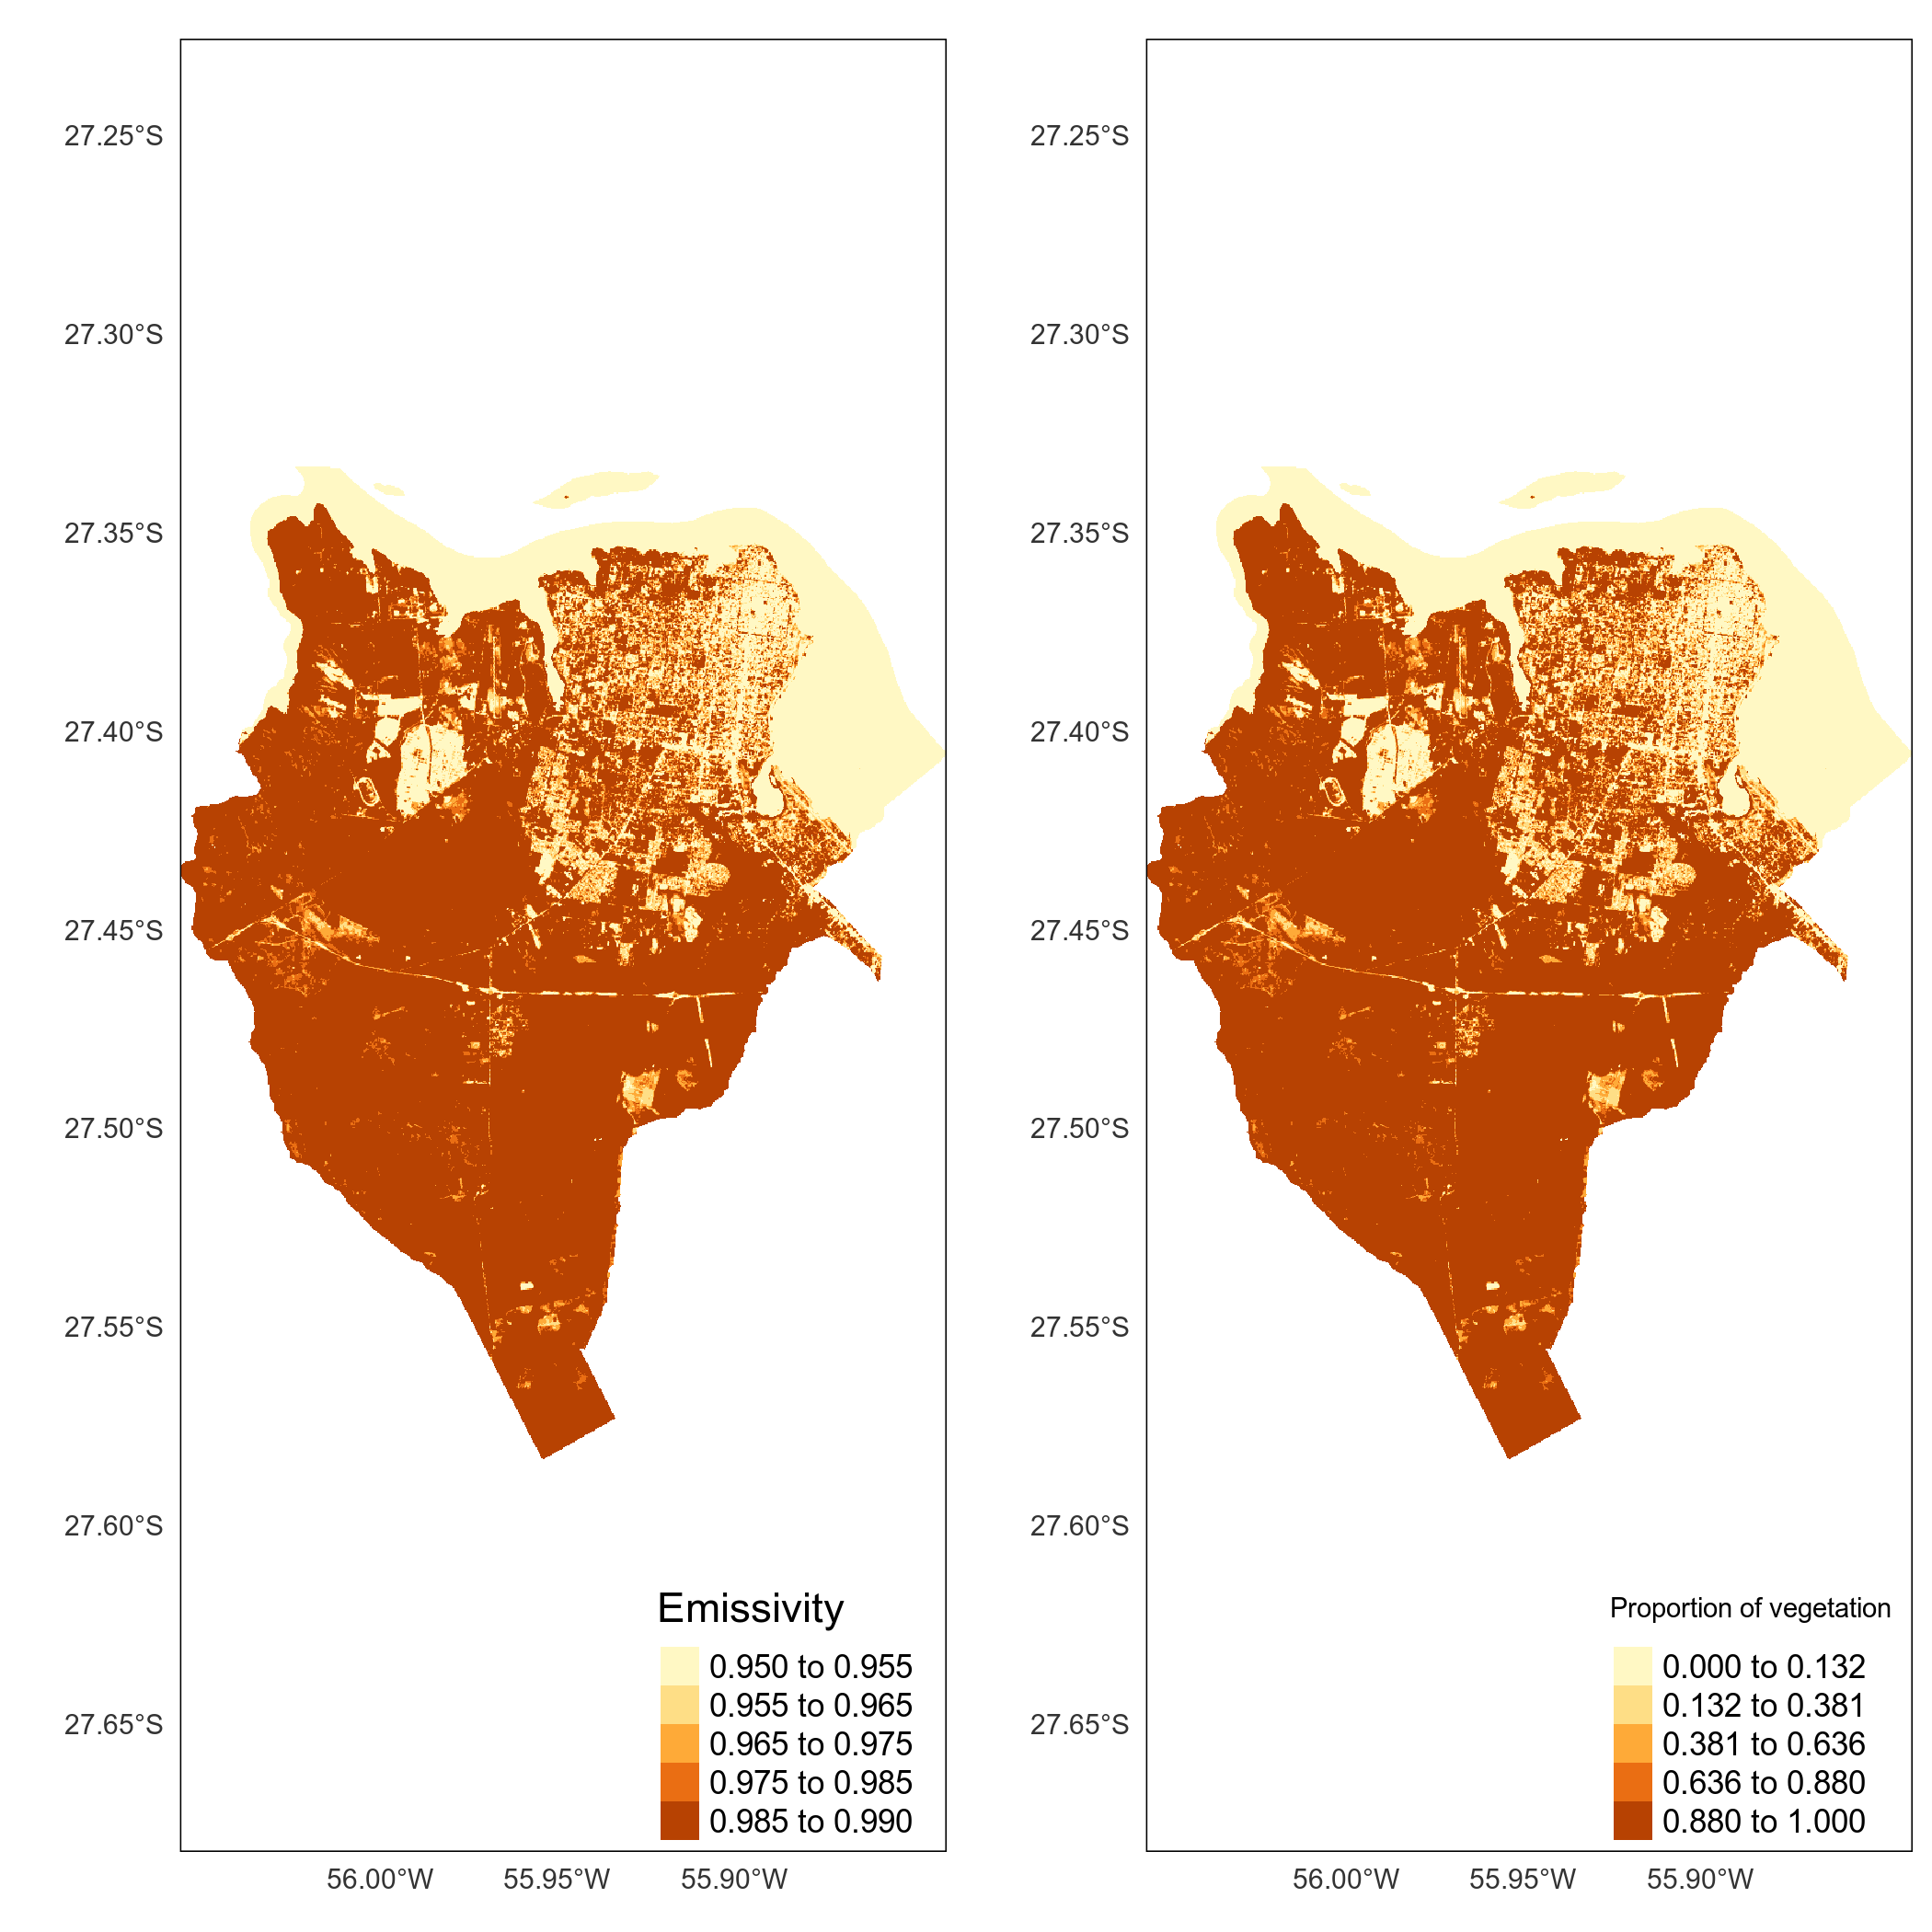 27.25°S
27.30°S
27.35°S
27.40°S
27.45°S
27.50°S
27.55°S
27.60°S
27.65°S
Emissivity
0.950 to 0.955
0.955 to 0.965
0.965 to 0.975
0.975 to 0.985
0.985 to 0.990
56.00°W 55.95°W 55.90°W
27.25°S
27.30°S
27.35°S
27.40°S
27.45°S
27.50°S
27.55°S
27.60°S
27.65°S
Proportion of vegetation
0.000 to 0.132
0.132 to 0.381
0.381 to 0.636
0.636 to 0.880
0.880 to 1.000
56.00°W 55.95°W 55.90°W